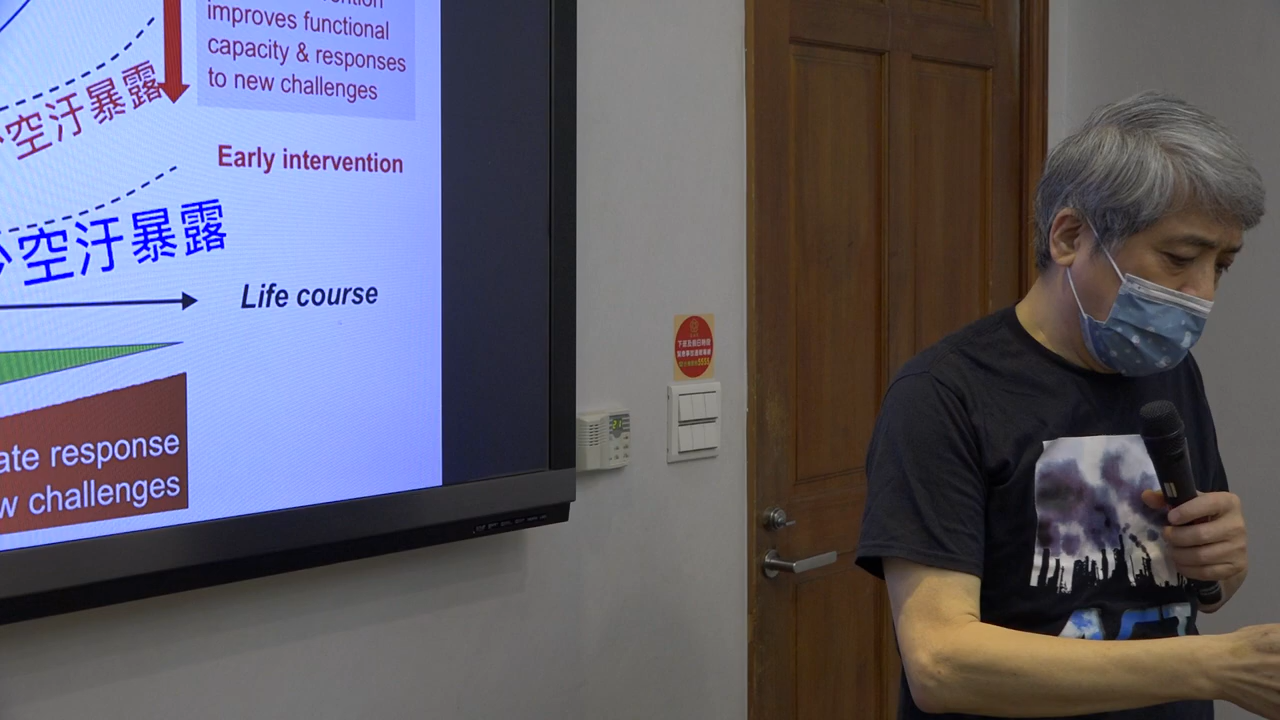 improves functional
capacity & responses
to new challenges
空汙暴露
Early intervention
空汙暴露
Life course
response
challenges